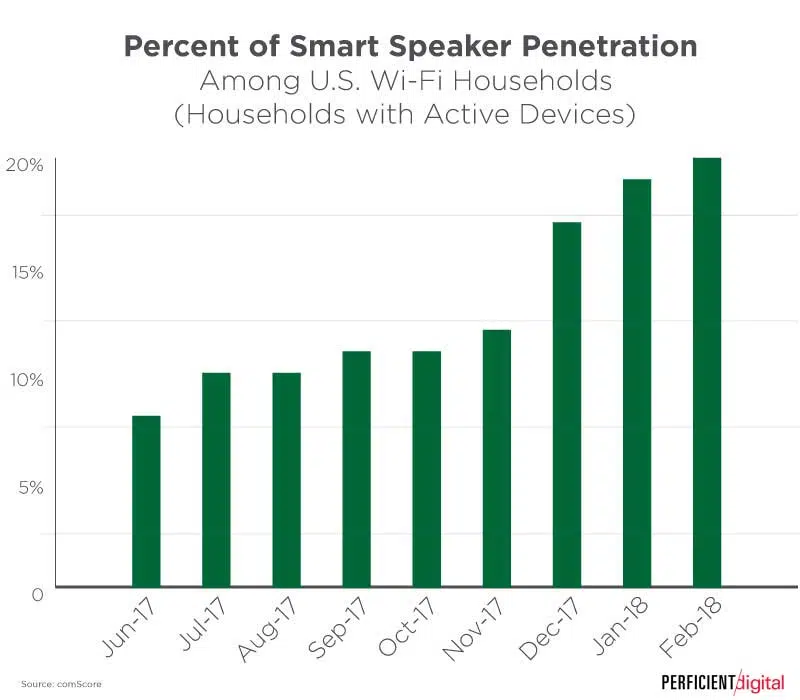 Percent of Smart Speaker Penetration
Among U.S. Wi-Fi Households
(Households with Active Devices)
20%
15%
10%
5%
0
Jun-17
Jul-17
Aug-17
Sep-17
Oct-17
Nov-17
Dec-17
Jan-18
Feb-18
Source: comScore
PERFICIENT/digital